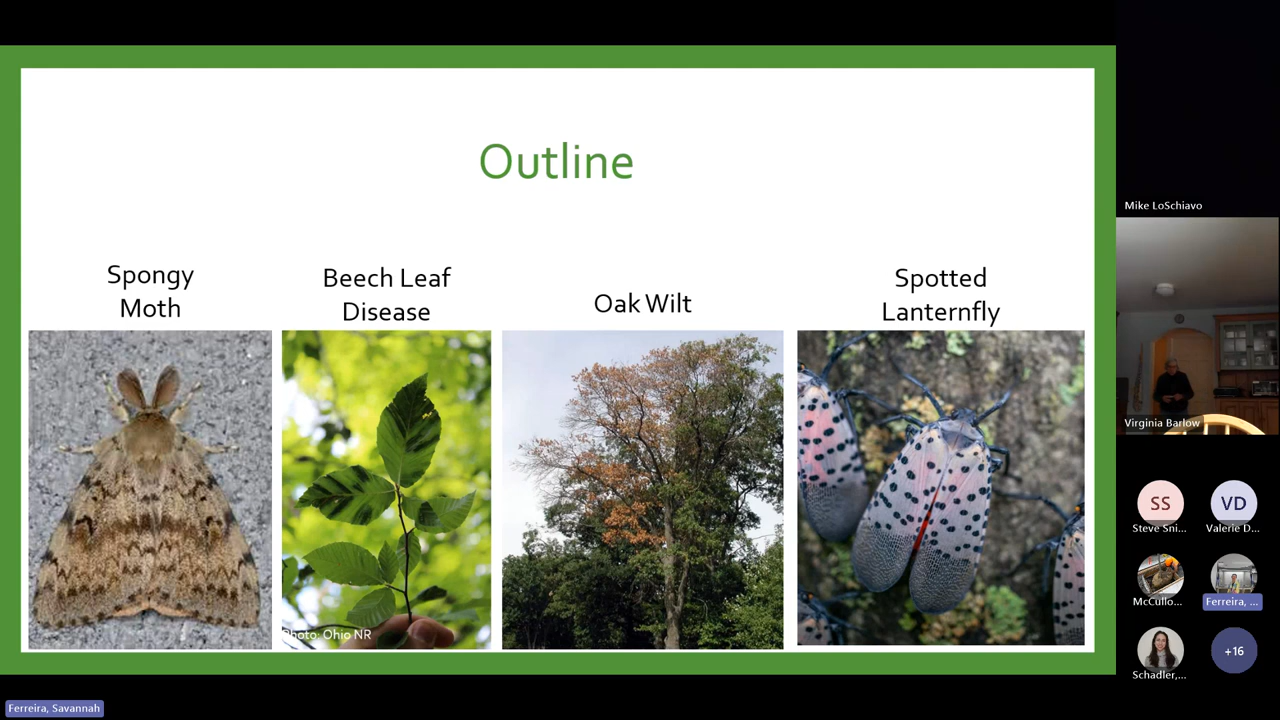 Outline
Spongy
Moth
Beech Leaf
Disease
Oak Wilt
Spotted
Lanternfly
Photo: Ohio NR
Mike LoSchiavo
Virginia Barlow
SS
VD
Steve Sni...
Valerie D...
McCullo...
Ferreira, ...
Schadler,...
+16
Ferreira, Savannah